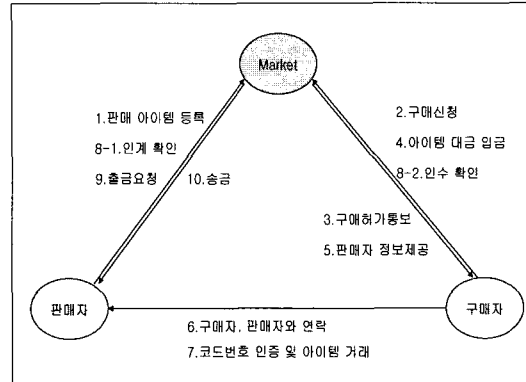 Market
1.판매 아이템 등록
8-1.인계 확인
9.출금요청
10.송금
2.구매신청
4.아이템 대금 입금
8-2.인수 확인
3.구매허가통보
5.판매자 정보제공
판매자
구매자
6.구매자, 판매자와 연락
7.코드번호 인증 및 아이템 거래